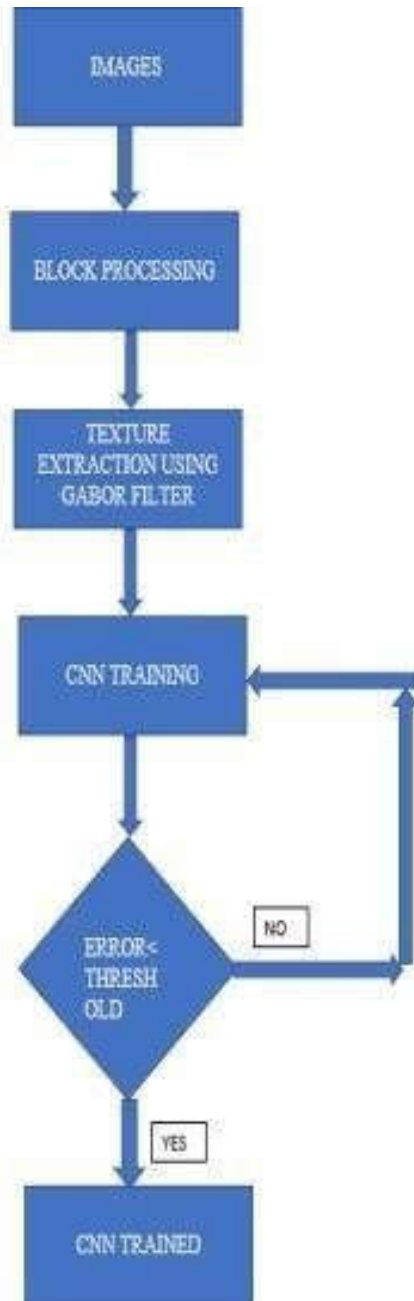 IMAGES
BLOCK PROCESSING
TEXTURE
EXTRACTION USING
GABOR FILTER
CNN TRAINING
ERROR<
THRESH
OLD
NO
YES
CNN TRAINED